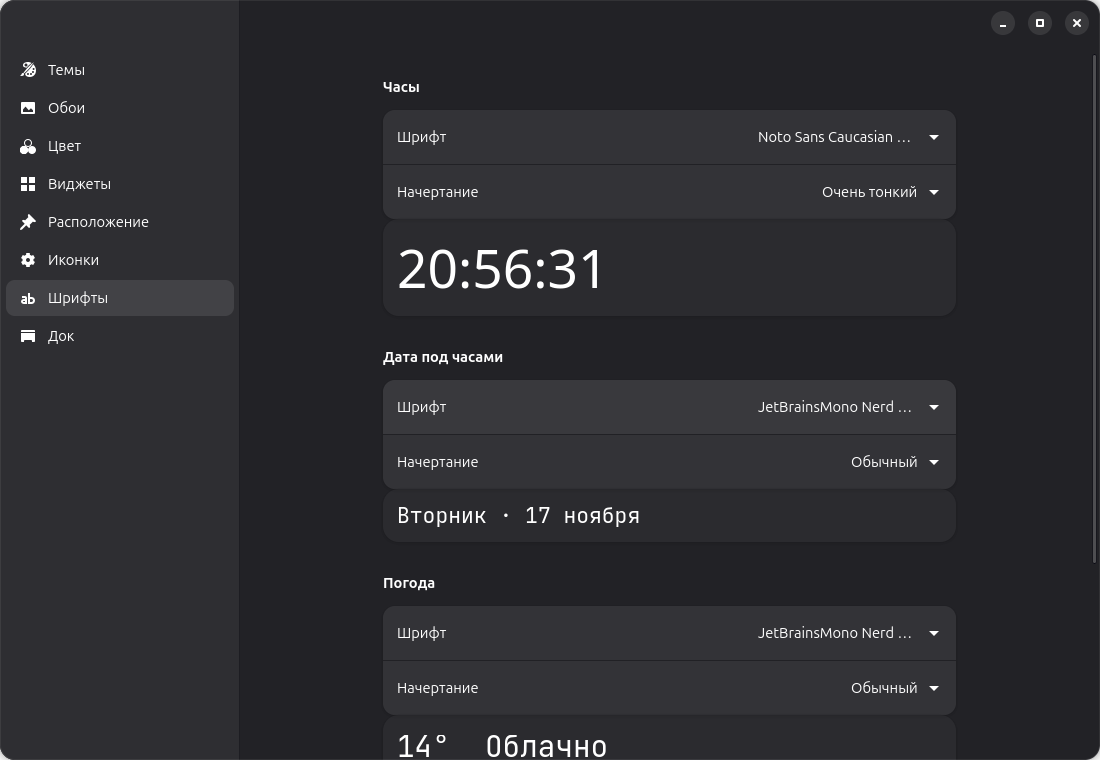 Темы
Обои
Цвет
Виджеты
Расположение
Иконки
ab Шрифты
Док
Часы
Шрифт Noto Sans Caucasian …
Начертание Очень тонкий
20:56:31
Дата под часами
Шрифт JetBrainsMono Nerd …
Начертание Обычный
Вторник · 17 ноября
Погода
Шрифт JetBrainsMono Nerd …
Начертание Обычный
14° Облачно